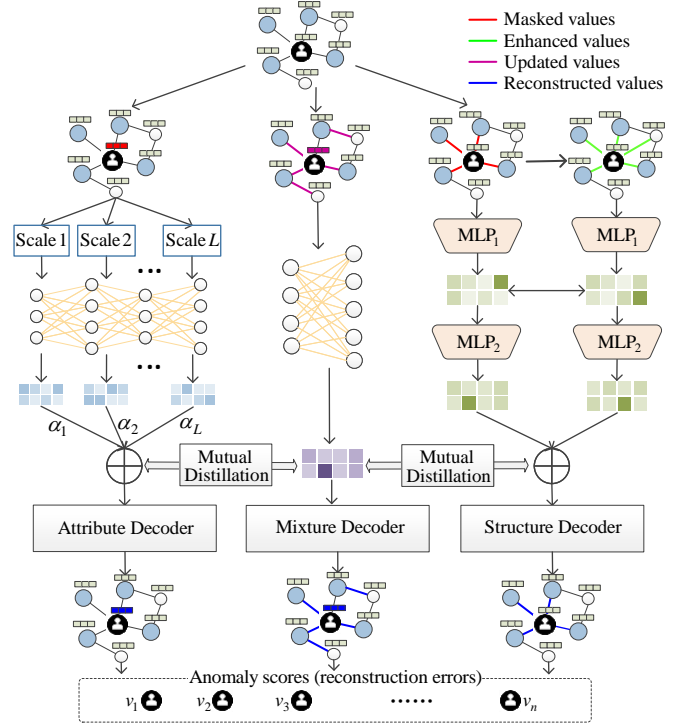 Masked values
Enhanced values
Updated values
Reconstructed values
Scale 1
Scale 2
Scale L
MLP₁
MLP₁
...
MLP₂
MLP₂
...
α₁
α₂
α_L
Mutual
Distillation
Mutual
Distillation
Attribute Decoder
Mixture Decoder
Structure Decoder
Anomaly scores (reconstruction errors)
v₁ v₂ v₃ ...... vₙ